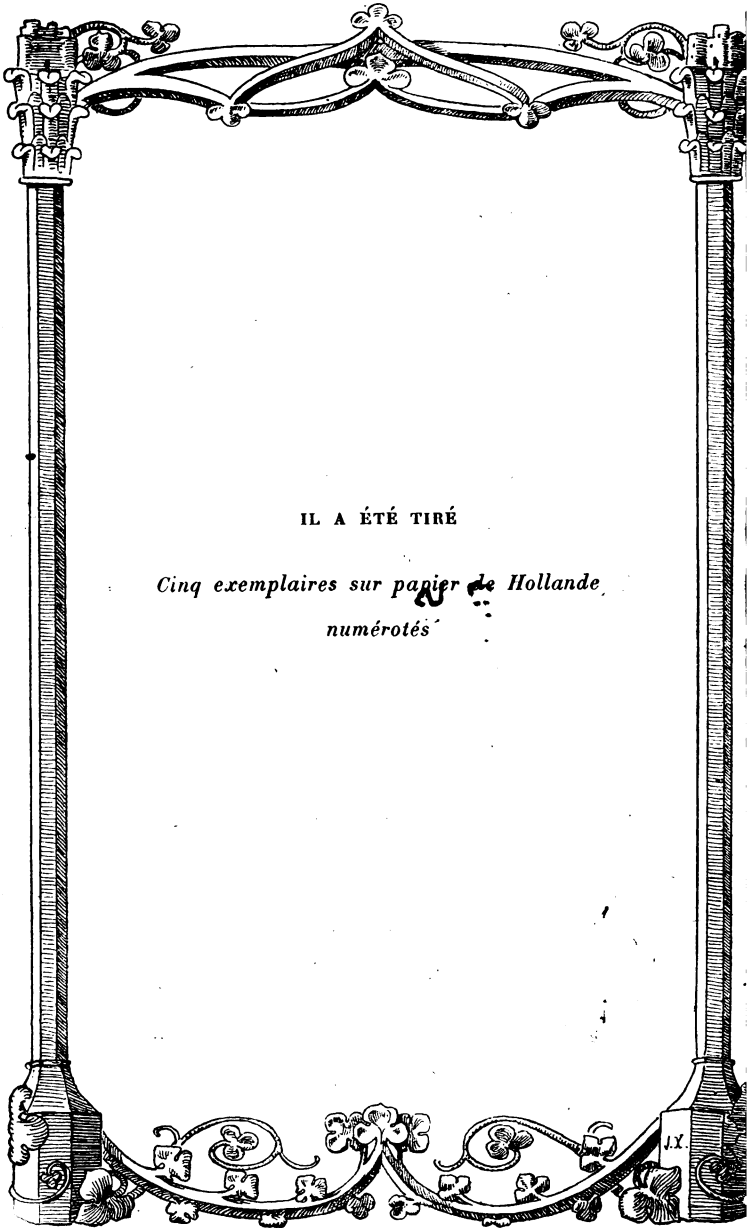 IL A ÉTÉ TIRÉ
Cinq exemplaires sur papier de Hollande
numérotés
J.X.